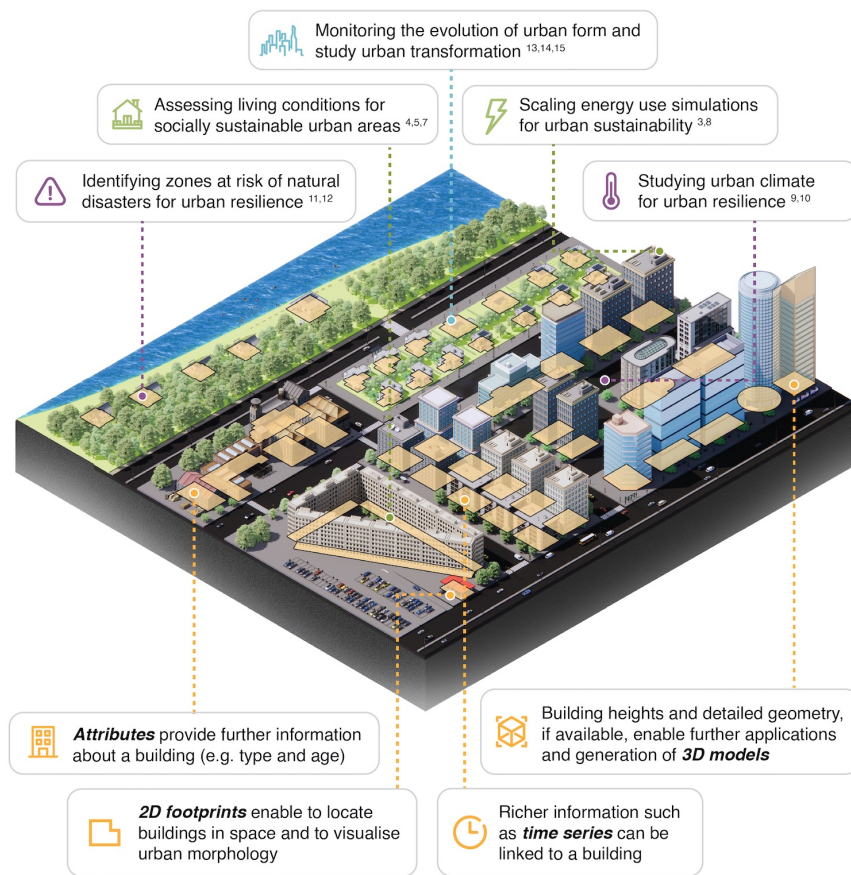 Monitoring the evolution of urban form and
study urban transformation 13,14,15
Assessing living conditions for
socially sustainable urban areas 4,5,7
Scaling energy use simulations
for urban sustainability 3,8
Identifying zones at risk of natural
disasters for urban resilience 11,12
Studying urban climate
for urban resilience 9,10
Attributes provide further information
about a building (e.g. type and age)
Building heights and detailed geometry,
if available, enable further applications
and generation of 3D models
2D footprints enable to locate
buildings in space and to visualise
urban morphology
Richer information such
as time series can be
linked to a building